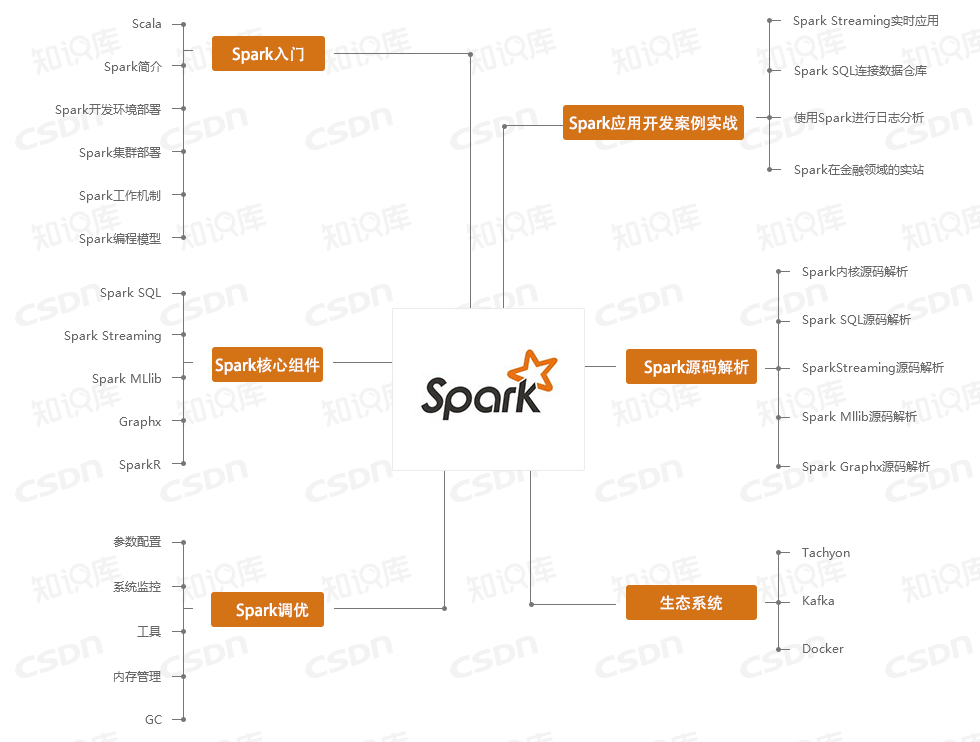 Scala
Spark简介
Spark开发环境部署
Spark集群部署
Spark工作机制
Spark编程模型
Spark入门
Spark SQL
Spark Streaming
Spark MLlib
Graphx
SparkR
Spark核心组件
参数配置
系统监控
工具
内存管理
GC
Spark调优
Spark
Spark应用开发案例实战
Spark Streaming实时应用
Spark SQL连接数据仓库
使用Spark进行日志分析
Spark在金融领域的实站
Spark源码解析
Spark内核源码解析
Spark SQL源码解析
SparkStreaming源码解析
Spark Mllib源码解析
Spark Graphx源码解析
生态系统
Tachyon
Kafka
Docker
知识库
CSDN